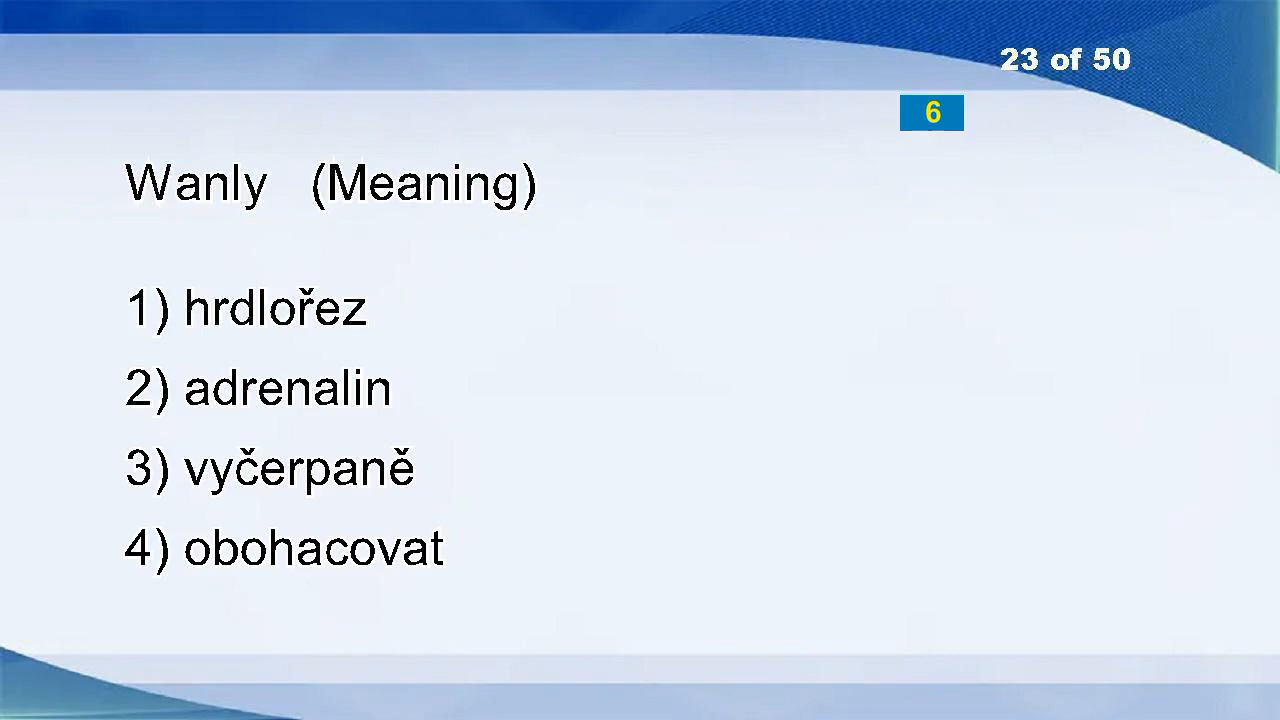 23 of 50
6
Wanly (Meaning)
1) hrdlořez
2) adrenalin
3) vyčerpaně
4) obohacovat